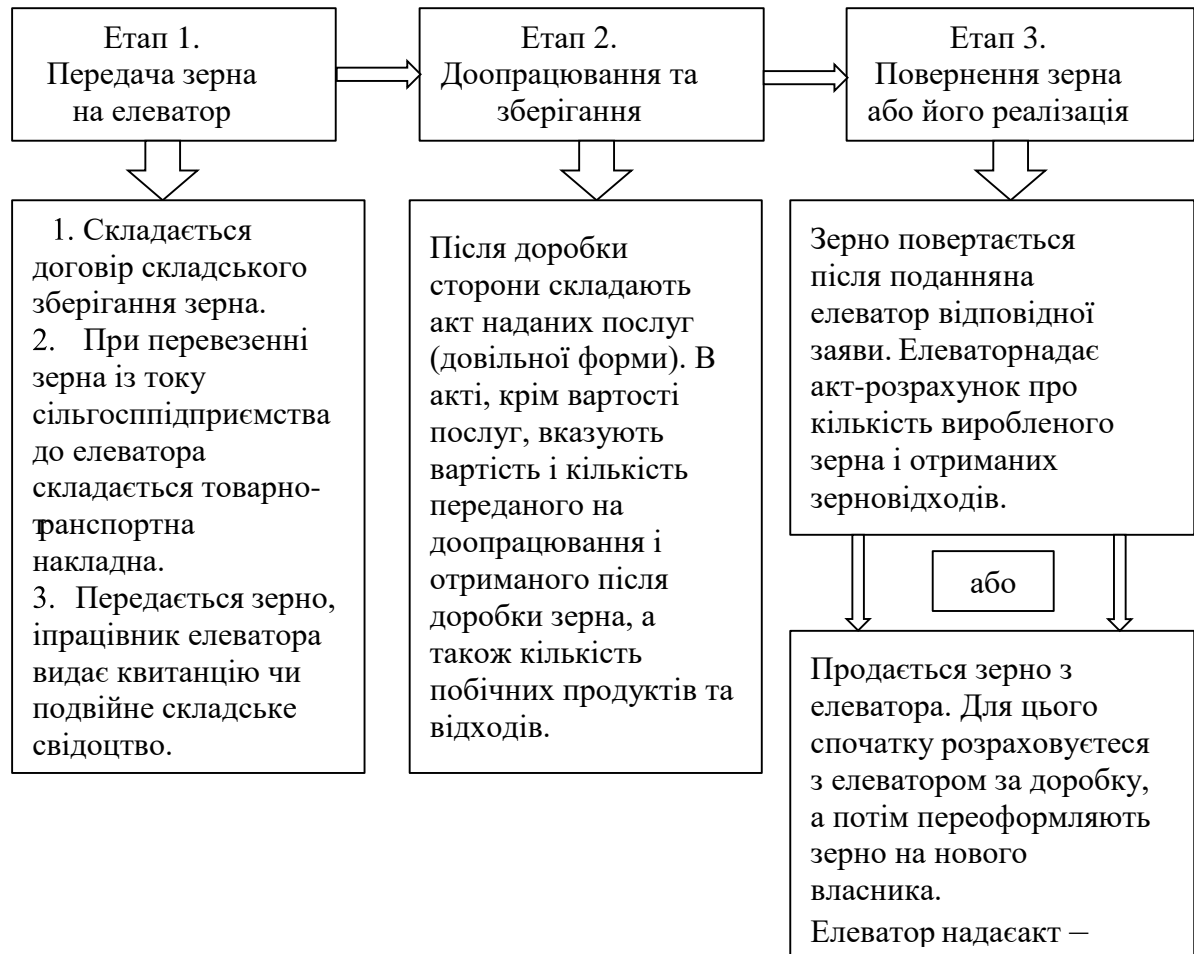 Етап 1.
Передача зерна
на елеватор
Етап 2.
Доопрацювання та
зберігання
Етап 3.
Повернення зерна
або його реалізація
1. Складається
договір складського
зберігання зерна.
2. При перевезенні
зерна із току
сільгосппідприємства
до елеватора
складається товарно-
транспортна
накладна.
3. Передається зерно,
іпрацівник елеватора
видає квитанцію чи
подвійне складське
свідоцтво.
Після доробки
сторони складають
акт наданих послуг
(довільної форми). В
акті, крім вартості
послуг, вказують
вартість і кількість
переданого на
доопрацювання і
отриманого після
доробки зерна, а
також кількість
побічних продуктів та
відходів.
Зерно повертається
після поданняна
елеватор відповідної
заяви. Елеваторнадає
акт-розрахунок про
кількість виробленого
зерна і отриманих
зерновідходів.
або
Продається зерно з
елеватора. Для цього
спочатку розраховуєтеся
з елеватором за доробку,
а потім переоформляють
зерно на нового
власника.
Елеватор надаєакт –